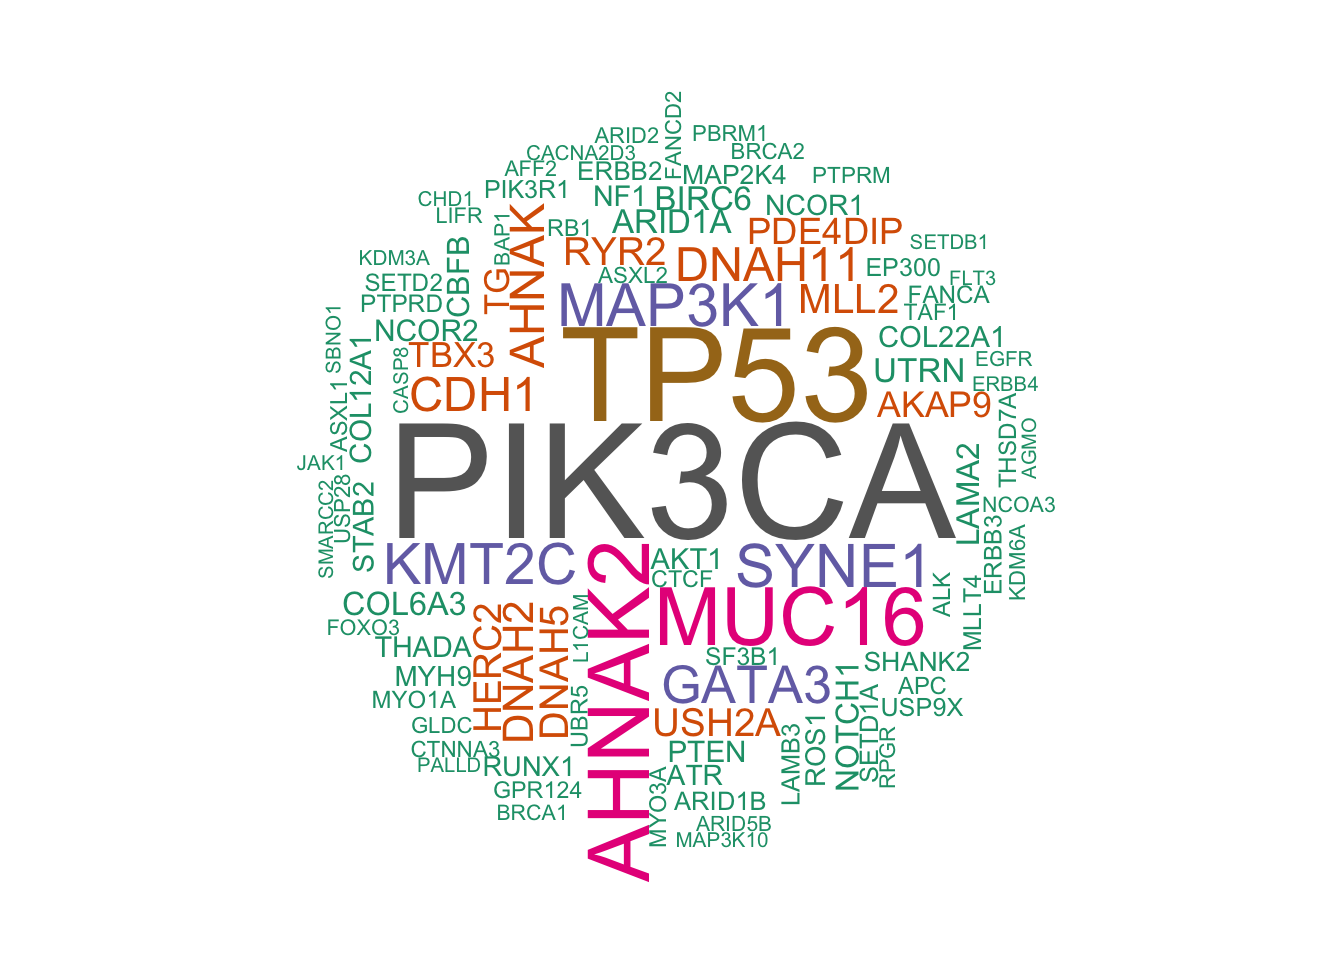 FANCD2
ARID2
PBRM1
CACNA2D3
BRCA2
AFF2
ERBB2
MAP2K4
PTPRM
CHD1
PIK3R1
NF1
BIRC6
NCOR1
LIFR
AHNAK
BAP1
RB1
ARID1A
PDE4DIP
SETDB1
KDM3A
CBFB
RYR2
DNAH11
EP300
FLT3
SETD2
TG
ASXL2
MAP3K1
MLL2
FANCA
PTPRD
TAF1
SBNO1
NCOR2
TP53
COL22A1
TBX3
EGFR
COL12A1
CASP8
CDH1
UTRN
ERBB4
ASXL1
AKAP9
THSD7A
AGMO
PIK3CA
JAK1
LAMA2
SMARCC2
USP28
STAB2
NCOA3
ERBB3
KDM6A
KMT2C
AHNAK2
AKT1
SYNE1
CTCF
ALK
MLLT4
COL6A3
MUC16
FOXO3
HERC2
DNAH2
DNAH5
L1CAM
THADA
SF3B1
SHANK2
MYH9
GATA3
NOTCH1
APC
MYO1A
UBR5
SETD1A
USP9X
GLDC
USH2A
LAMB3
ROS1
RPGR
CTNNA3
PTEN
PALLD
RUNX1
MYO3A
ATR
GPR124
ARID1B
BRCA1
ARID5B
MAP3K10